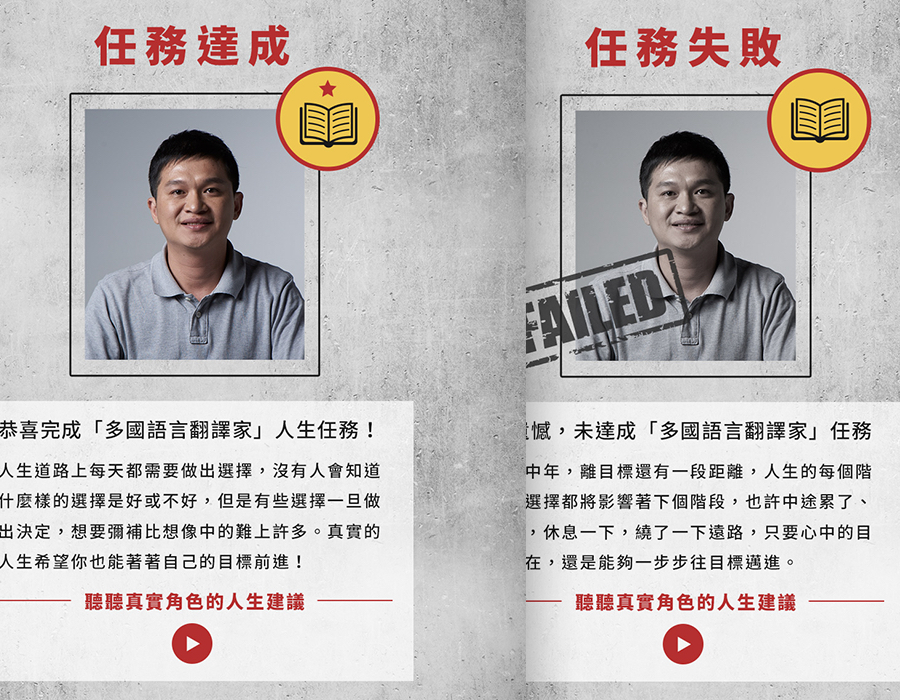 任務達成
恭喜完成「多國語言翻譯家」人生任務！
人生道路上每天都需要做出選擇，沒有人會知道
什麼樣的選擇是好或不好，但是有些選擇一旦做
出決定，想要彌補比想像中的難上許多。真實的
人生希望你也能著著自己的目標前進！
聽聽真實角色的人生建議
任務失敗
FAILED
憾，未達成「多國語言翻譯家」任務
中年，離目標還有一段距離，人生的每個階
選擇都將影響著下個階段，也許中途累了、
，休息一下，繞了一下遠路，只要心中的目
在，還是能夠一步步往目標邁進。
聽聽真實角色的人生建議